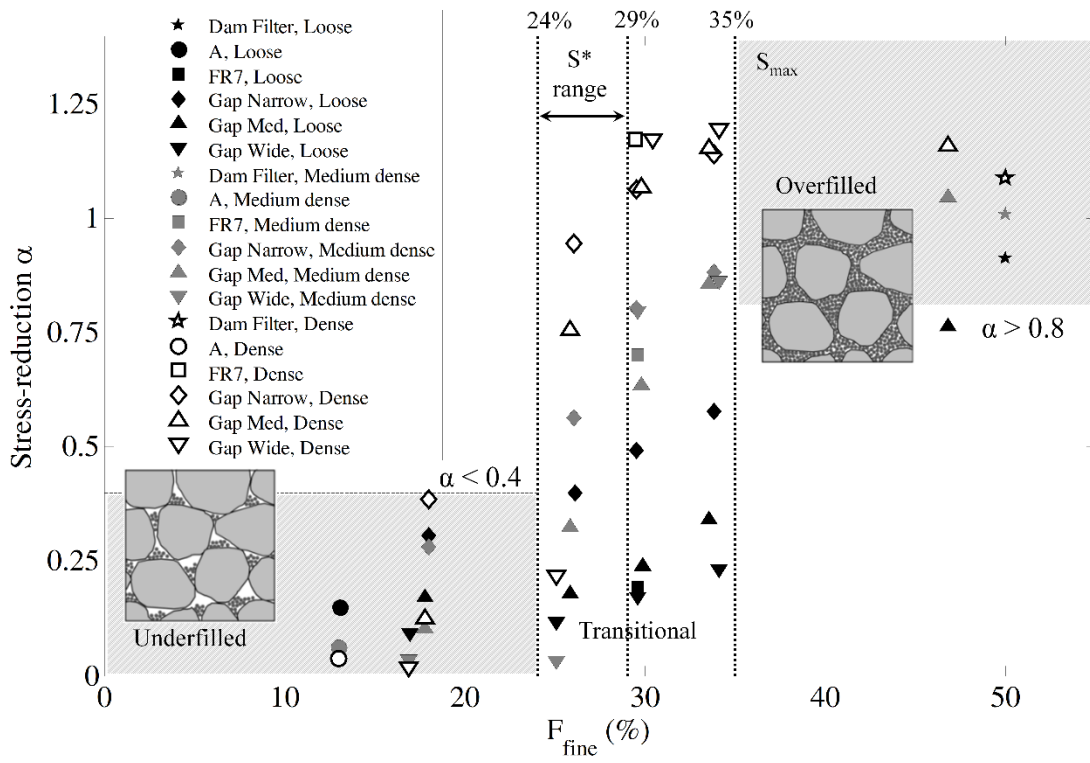 24% 29% 35%
Dam Filter, Loose
A, Loose
FR7, Loose
Gap Narrow, Loose
Gap Med, Loose
Gap Wide, Loose
Dam Filter, Medium dense
A, Medium dense
FR7, Medium dense
Gap Narrow, Medium dense
Gap Med, Medium dense
Gap Wide, Medium dense
Dam Filter, Dense
A, Dense
FR7, Dense
Gap Narrow, Dense
Gap Med, Dense
Gap Wide, Dense
S*
range
Smax
Overfilled
α > 0.8
α < 0.4
Underfilled
Transitional
Stress-reduction α
1.25
1
0.75
0.5
0.25
0
0 10 20 30 40 50
Ffine (%)